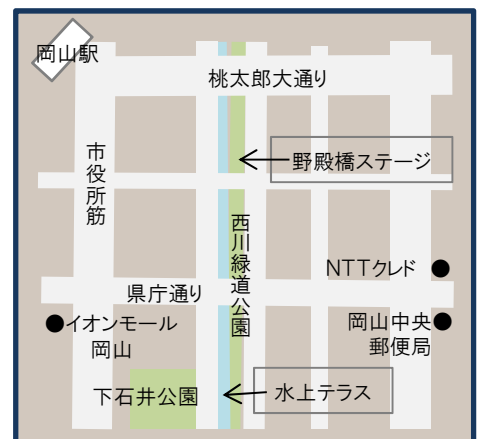 岡山駅
桃太郎大通り
市役所筋
野殿橋ステージ
西川緑道公園
NTTクレド
県庁通り
イオンモール
岡山
岡山中央
郵便局
下石井公園
水上テラス